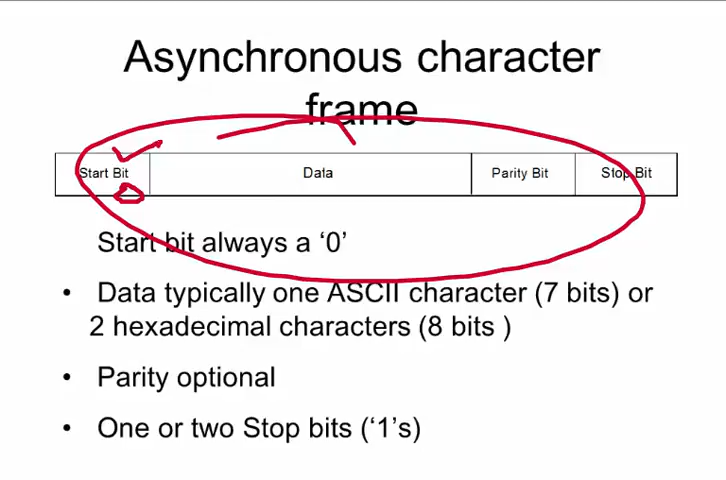 Asynchronous character
frame
Start Bit Data Parity Bit Stop Bit
Start bit always a ‘0’
• Data typically one ASCII character (7 bits) or
2 hexadecimal characters (8 bits )
• Parity optional
• One or two Stop bits (‘1’s)